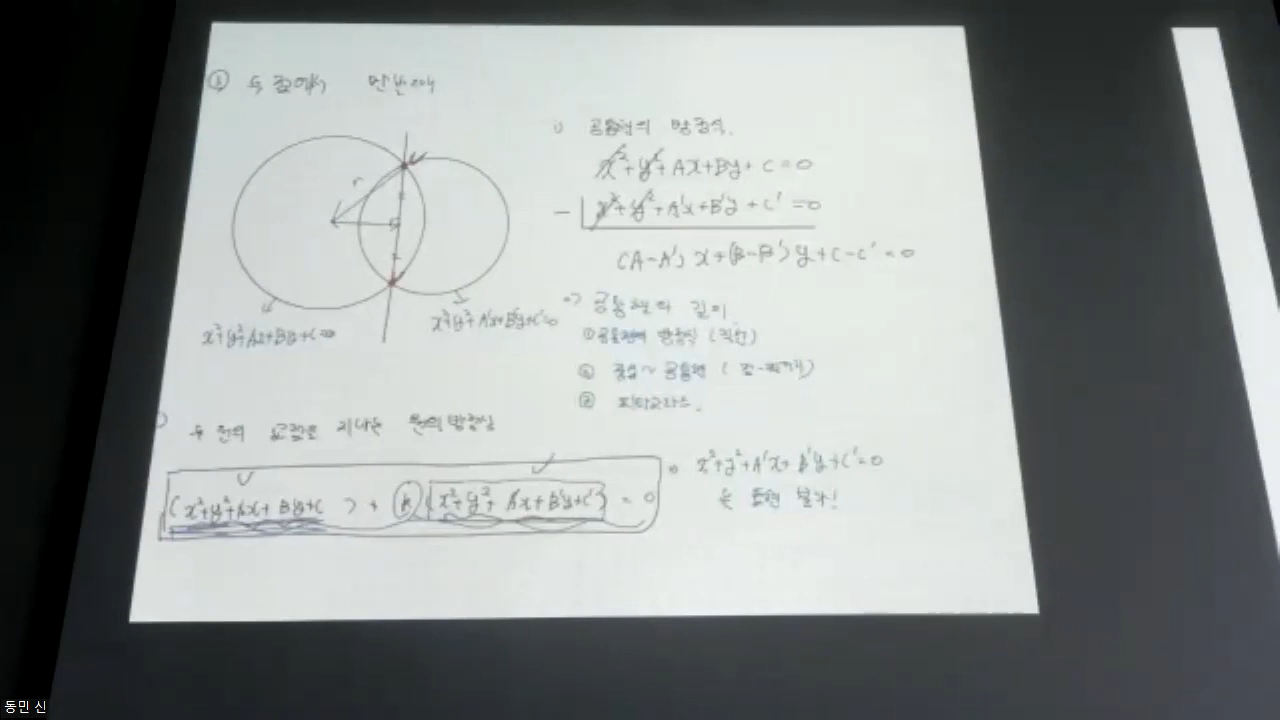 ② 두 점에서 만날 때
i) 공통현의 방정식.
x²+y²+Ax+By+C=0
- x²+y²+A'x+B'y+C'=0
(A-A')x+(B-B')y+C-C'=0
r
x²+y²+Ax+By+C=0
x²+y²+A'x+B'y+C'=0
공통현의 길이
① 공통현의 방정식 (직선)
② 중심~공통현 (점-직거리)
③ 피타고라스.
두 원의 교점을 지나는 원의 방정식
(x²+y²+Ax+By+C)+k(x²+y²+A'x+B'y+C')=0
x²+y²+A'x+B'y+C'=0
은 표현 불가!
동민 신